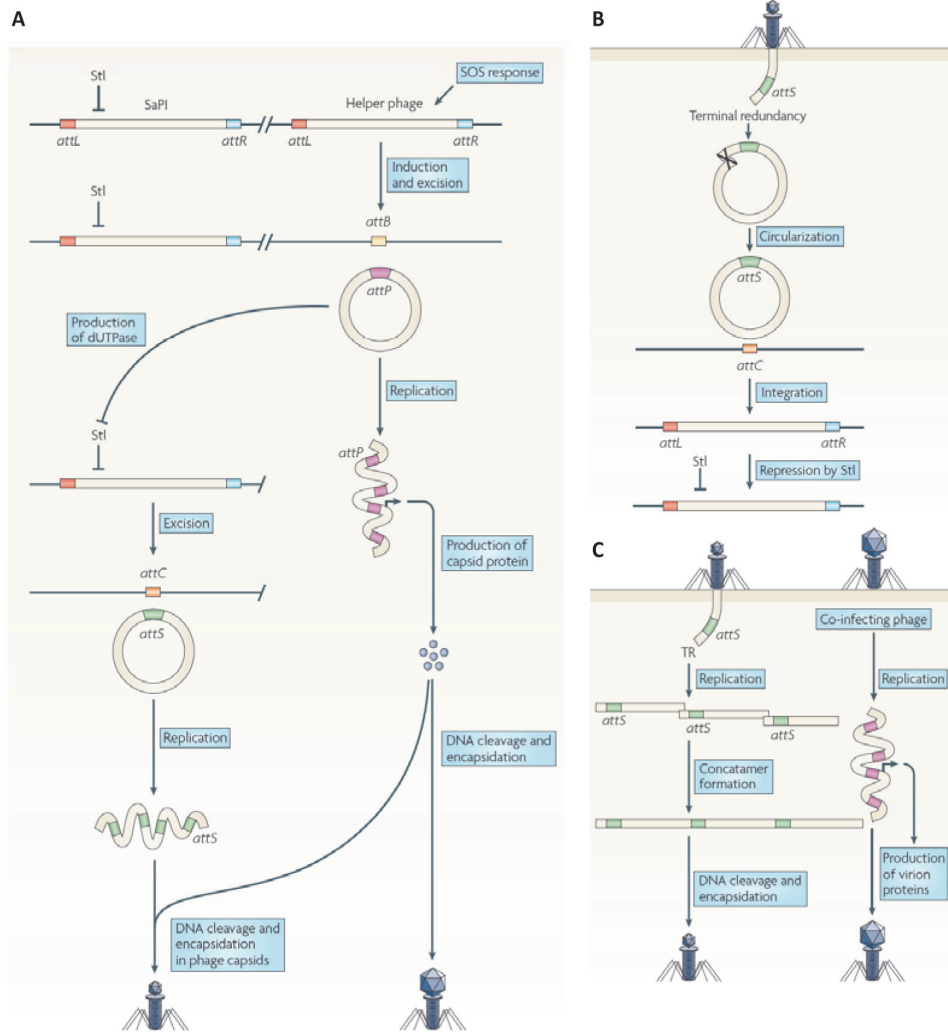 A
Stl
SaPI
SOS response
Helper phage
attL
attR
attL
attR
Induction
and excision
Stl
attB
attP
Production
of dUTPase
Replication
Stl
attP
Excision
Production of
capsid protein
attC
attS
Replication
DNA cleavage and
encapsidation
attS
DNA cleavage and
encapsidation
in phage capsids
B
attS
Terminal redundancy
Circularization
attS
attC
Integration
attL
attR
Stl
Repression by Stl
C
attS
TR
Co-infecting phage
Replication
Replication
attS
attS
attS
Concatamer
formation
Production
of virion
proteins
DNA cleavage and
encapsidation